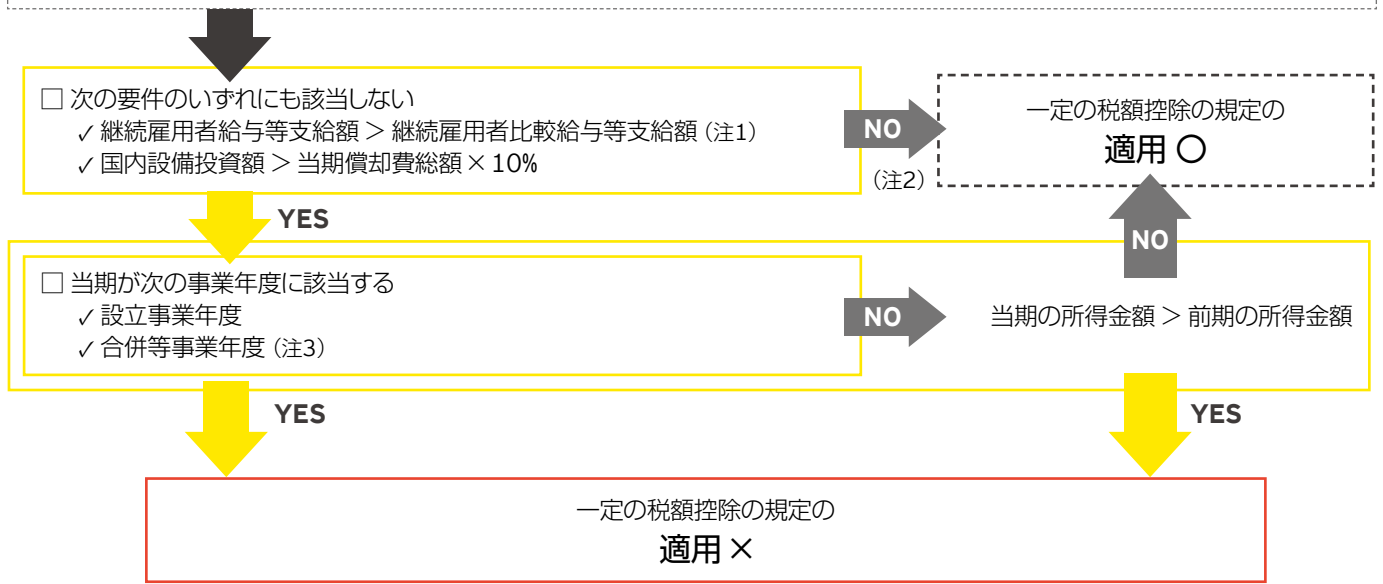 □ 次の要件のいずれにも該当しない
✓ 継続雇用者給与等支給額 > 継続雇用者比較給与等支給額 (注1)
✓ 国内設備投資額 > 当期償却費総額 × 10%
NO
(注2)
一定の税額控除の規定の
適用 〇
YES
NO
□ 当期が次の事業年度に該当する
✓ 設立事業年度
✓ 合併等事業年度 (注3)
NO
当期の所得金額 > 前期の所得金額
YES
YES
一定の税額控除の規定の
適用 ×